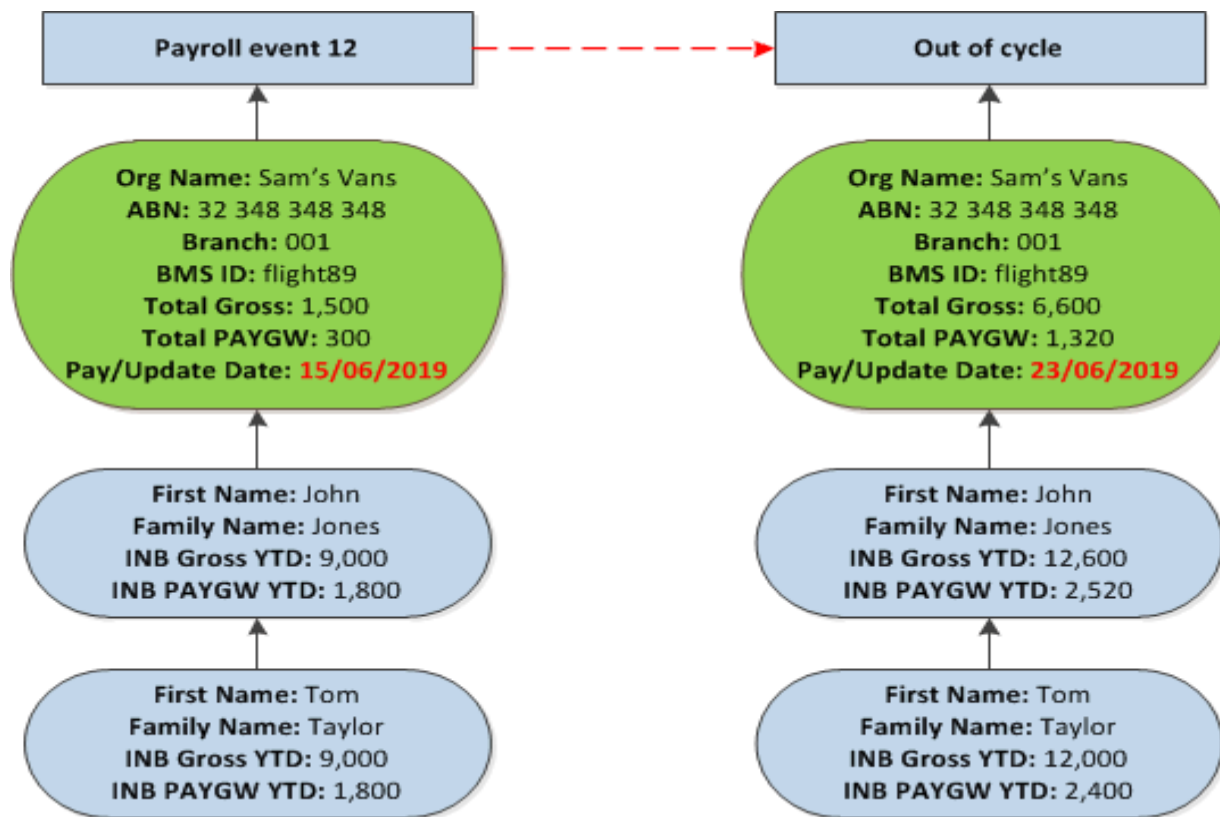 Payroll event 12
Org Name: Sam's Vans
ABN: 32 348 348 348
Branch: 001
BMS ID: flight89
Total Gross: 1,500
Total PAYGW: 300
Pay/Update Date: 15/06/2019
First Name: John
Family Name: Jones
INB Gross YTD: 9,000
INB PAYGW YTD: 1,800
First Name: Tom
Family Name: Taylor
INB Gross YTD: 9,000
INB PAYGW YTD: 1,800
Out of cycle
Org Name: Sam's Vans
ABN: 32 348 348 348
Branch: 001
BMS ID: flight89
Total Gross: 6,600
Total PAYGW: 1,320
Pay/Update Date: 23/06/2019
First Name: John
Family Name: Jones
INB Gross YTD: 12,600
INB PAYGW YTD: 2,520
First Name: Tom
Family Name: Taylor
INB Gross YTD: 12,000
INB PAYGW YTD: 2,400